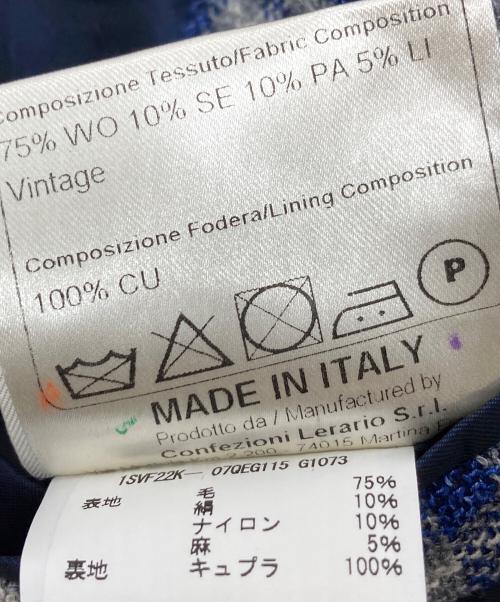 Composizione Tessuto/Fabric Composition
75% WO 10% SE 10% PA 5% LI
Vintage
Composizione Fodera/Lining Composition
100% CU
P
MADE IN ITALY
Prodotto da / Manufactured by
Confezioni Lerario S.r.l.
74015 Martina F
1SVF22K— 07QEG115 G1073
表地 毛 75%
絹 10%
ナイロン 10%
麻 5%
裏地 キュプラ 100%